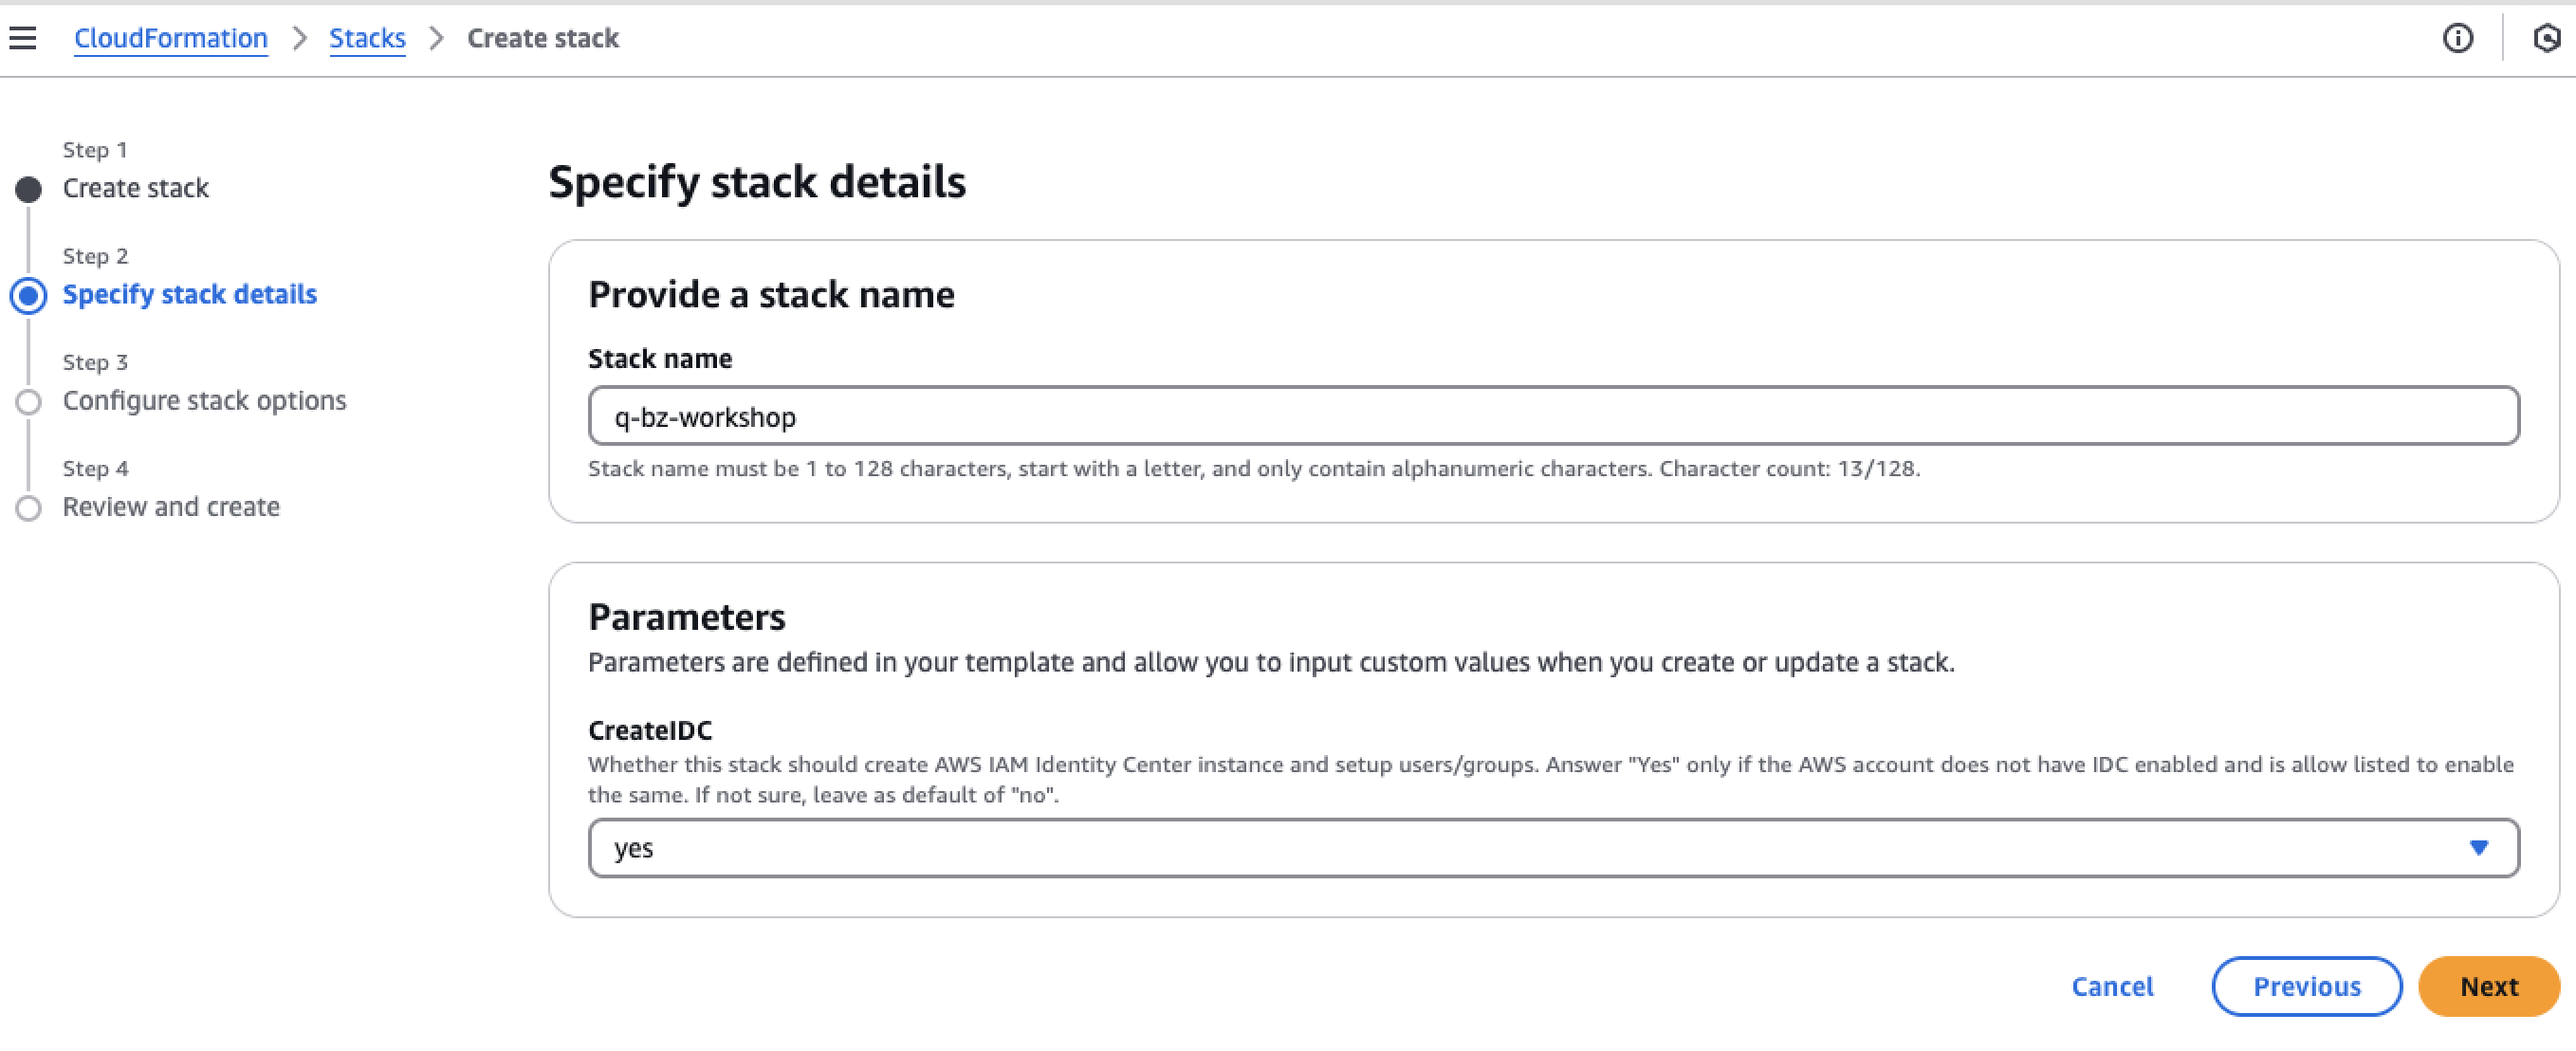 CloudFormation > Stacks > Create stack
Step 1
Create stack
Step 2
Specify stack details
Step 3
Configure stack options
Step 4
Review and create
Specify stack details
Provide a stack name
Stack name
q-bz-workshop
Stack name must be 1 to 128 characters, start with a letter, and only contain alphanumeric characters. Character count: 13/128.
Parameters
Parameters are defined in your template and allow you to input custom values when you create or update a stack.
CreateIDC
Whether this stack should create AWS IAM Identity Center instance and setup users/groups. Answer "Yes" only if the AWS account does not have IDC enabled and is allow listed to enable
the same. If not sure, leave as default of "no".
yes
Cancel Previous Next